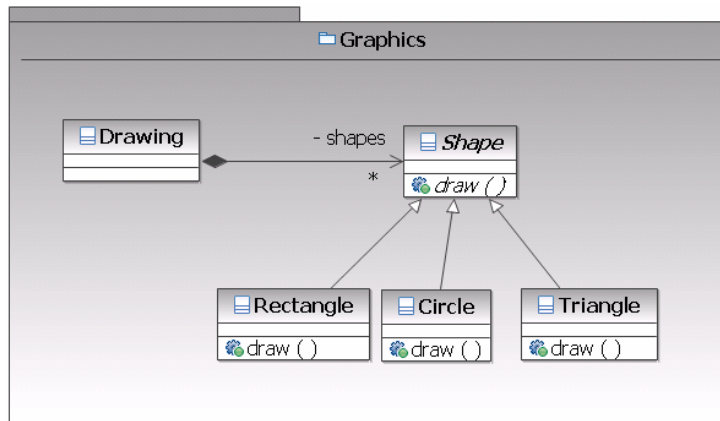 Graphics
Drawing
- shapes
*
Shape
draw ( )
Rectangle
draw ( )
Circle
draw ( )
Triangle
draw ( )